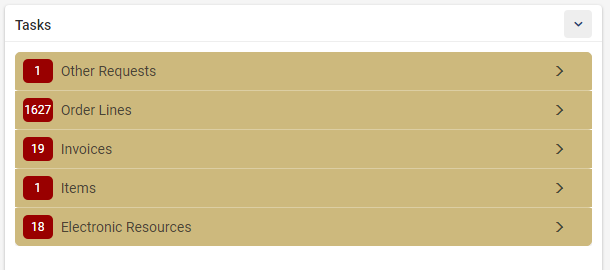 Tasks
1 Other Requests
1627 Order Lines
19 Invoices
1 Items
18 Electronic Resources